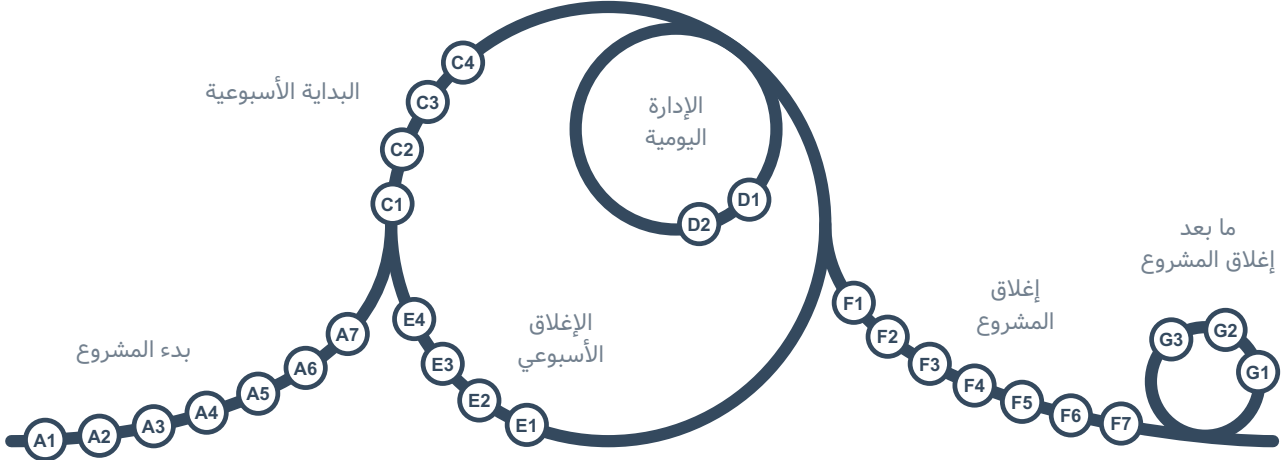 البداية الأسبوعية
C4
C3
C2
C1
الإدارة
اليومية
D1
D2
بدء المشروع
A1
A2
A3
A4
A5
A6
A7
الإغلاق
الأسبوعي
E4
E3
E2
E1
إغلاق
المشروع
F1
F2
F3
F4
F5
F6
F7
ما بعد
إغلاق المشروع
G3
G2
G1